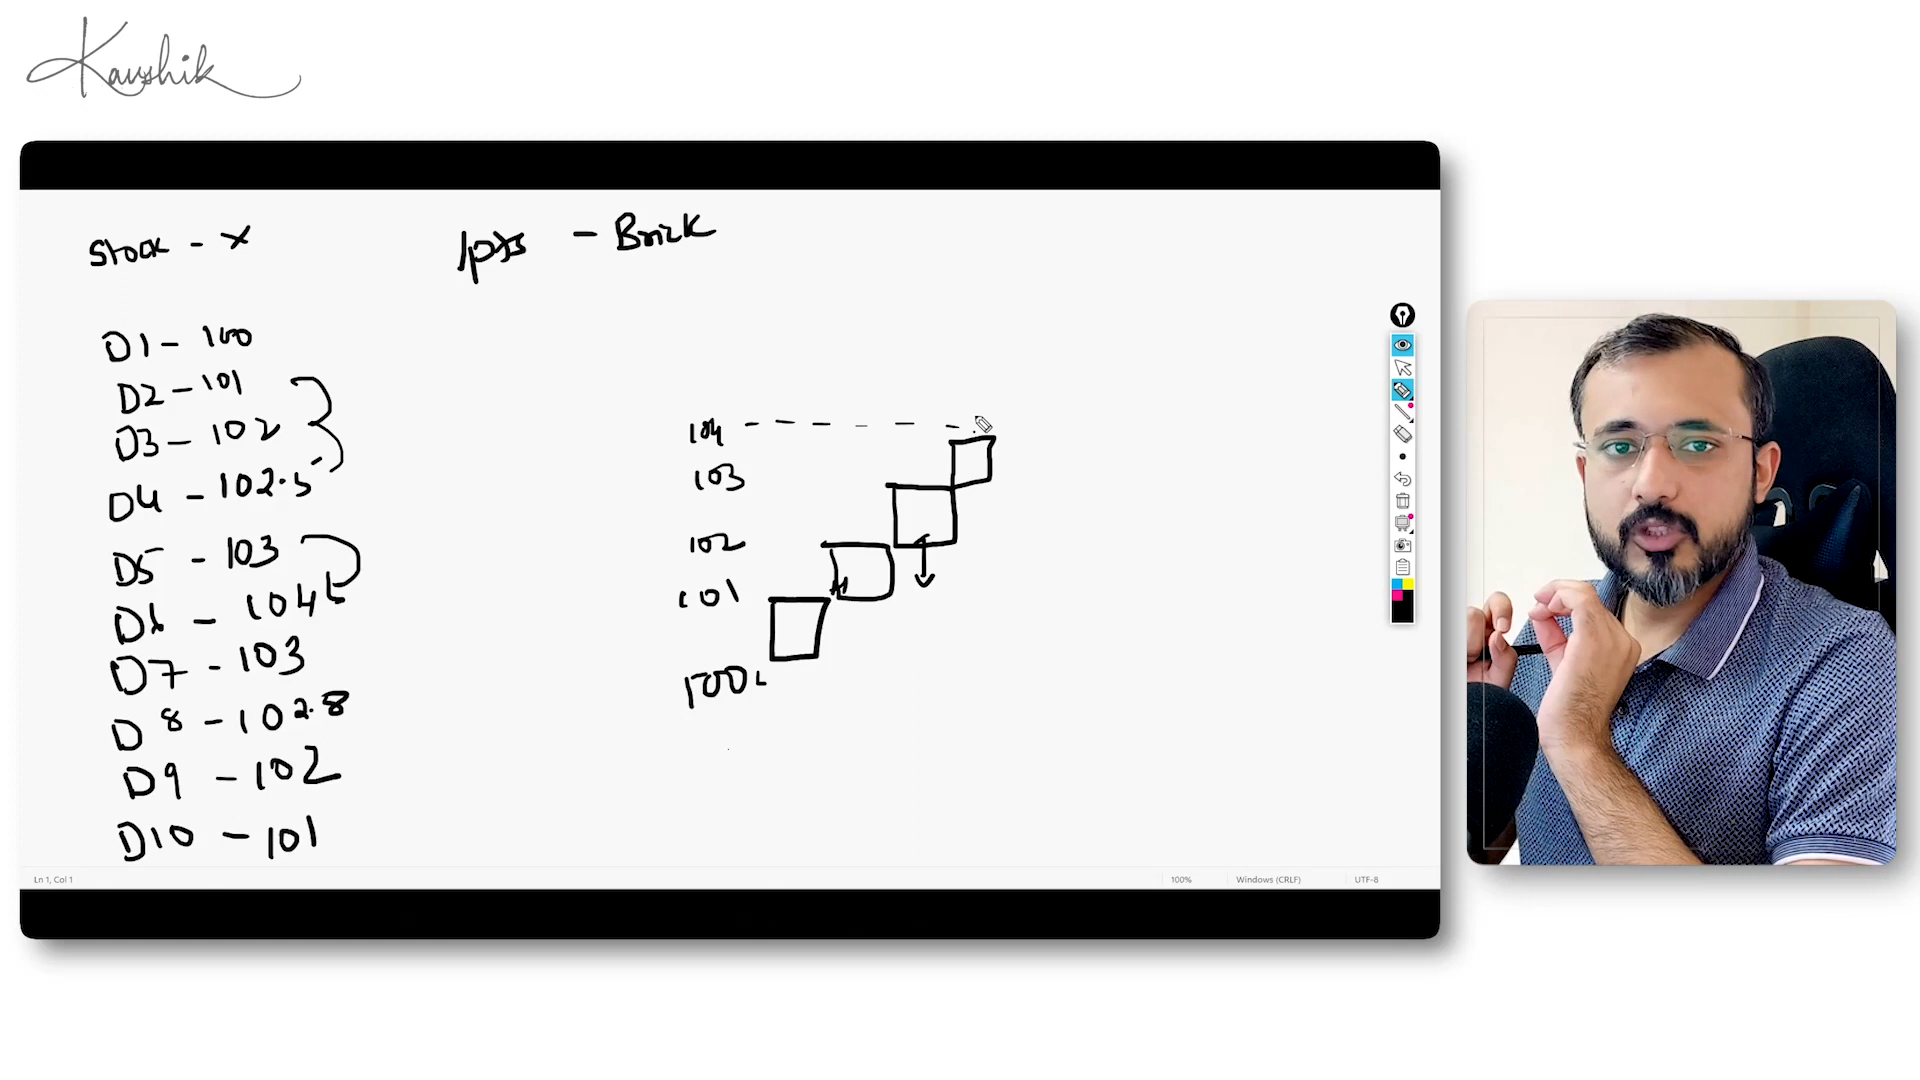 Kaushik
Stock - X
1pts - Brick
D1 - 100
D2 - 101
D3 - 102
D4 - 102.5
D5 - 103
D6 - 104
D7 - 103
D8 - 102.8
D9 - 102
D10 - 101
104
103
102
101
100
Ln 1, Col 1
100%
Windows (CRLF)
UTF-8